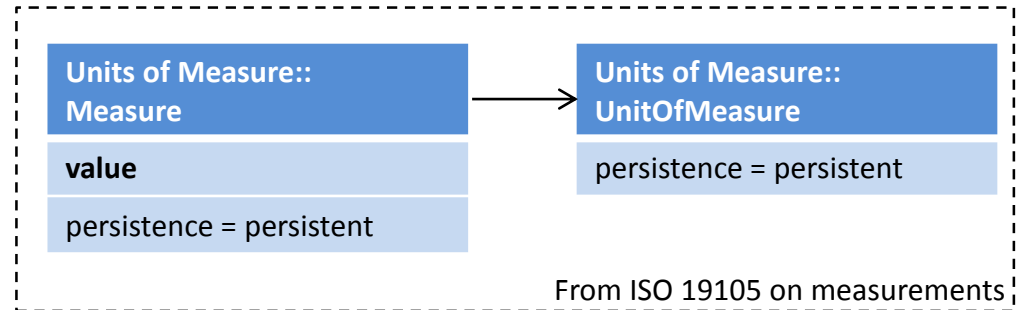 Units of Measure::
Measure
value
persistence = persistent
Units of Measure::
UnitOfMeasure
persistence = persistent
From ISO 19105 on measurements